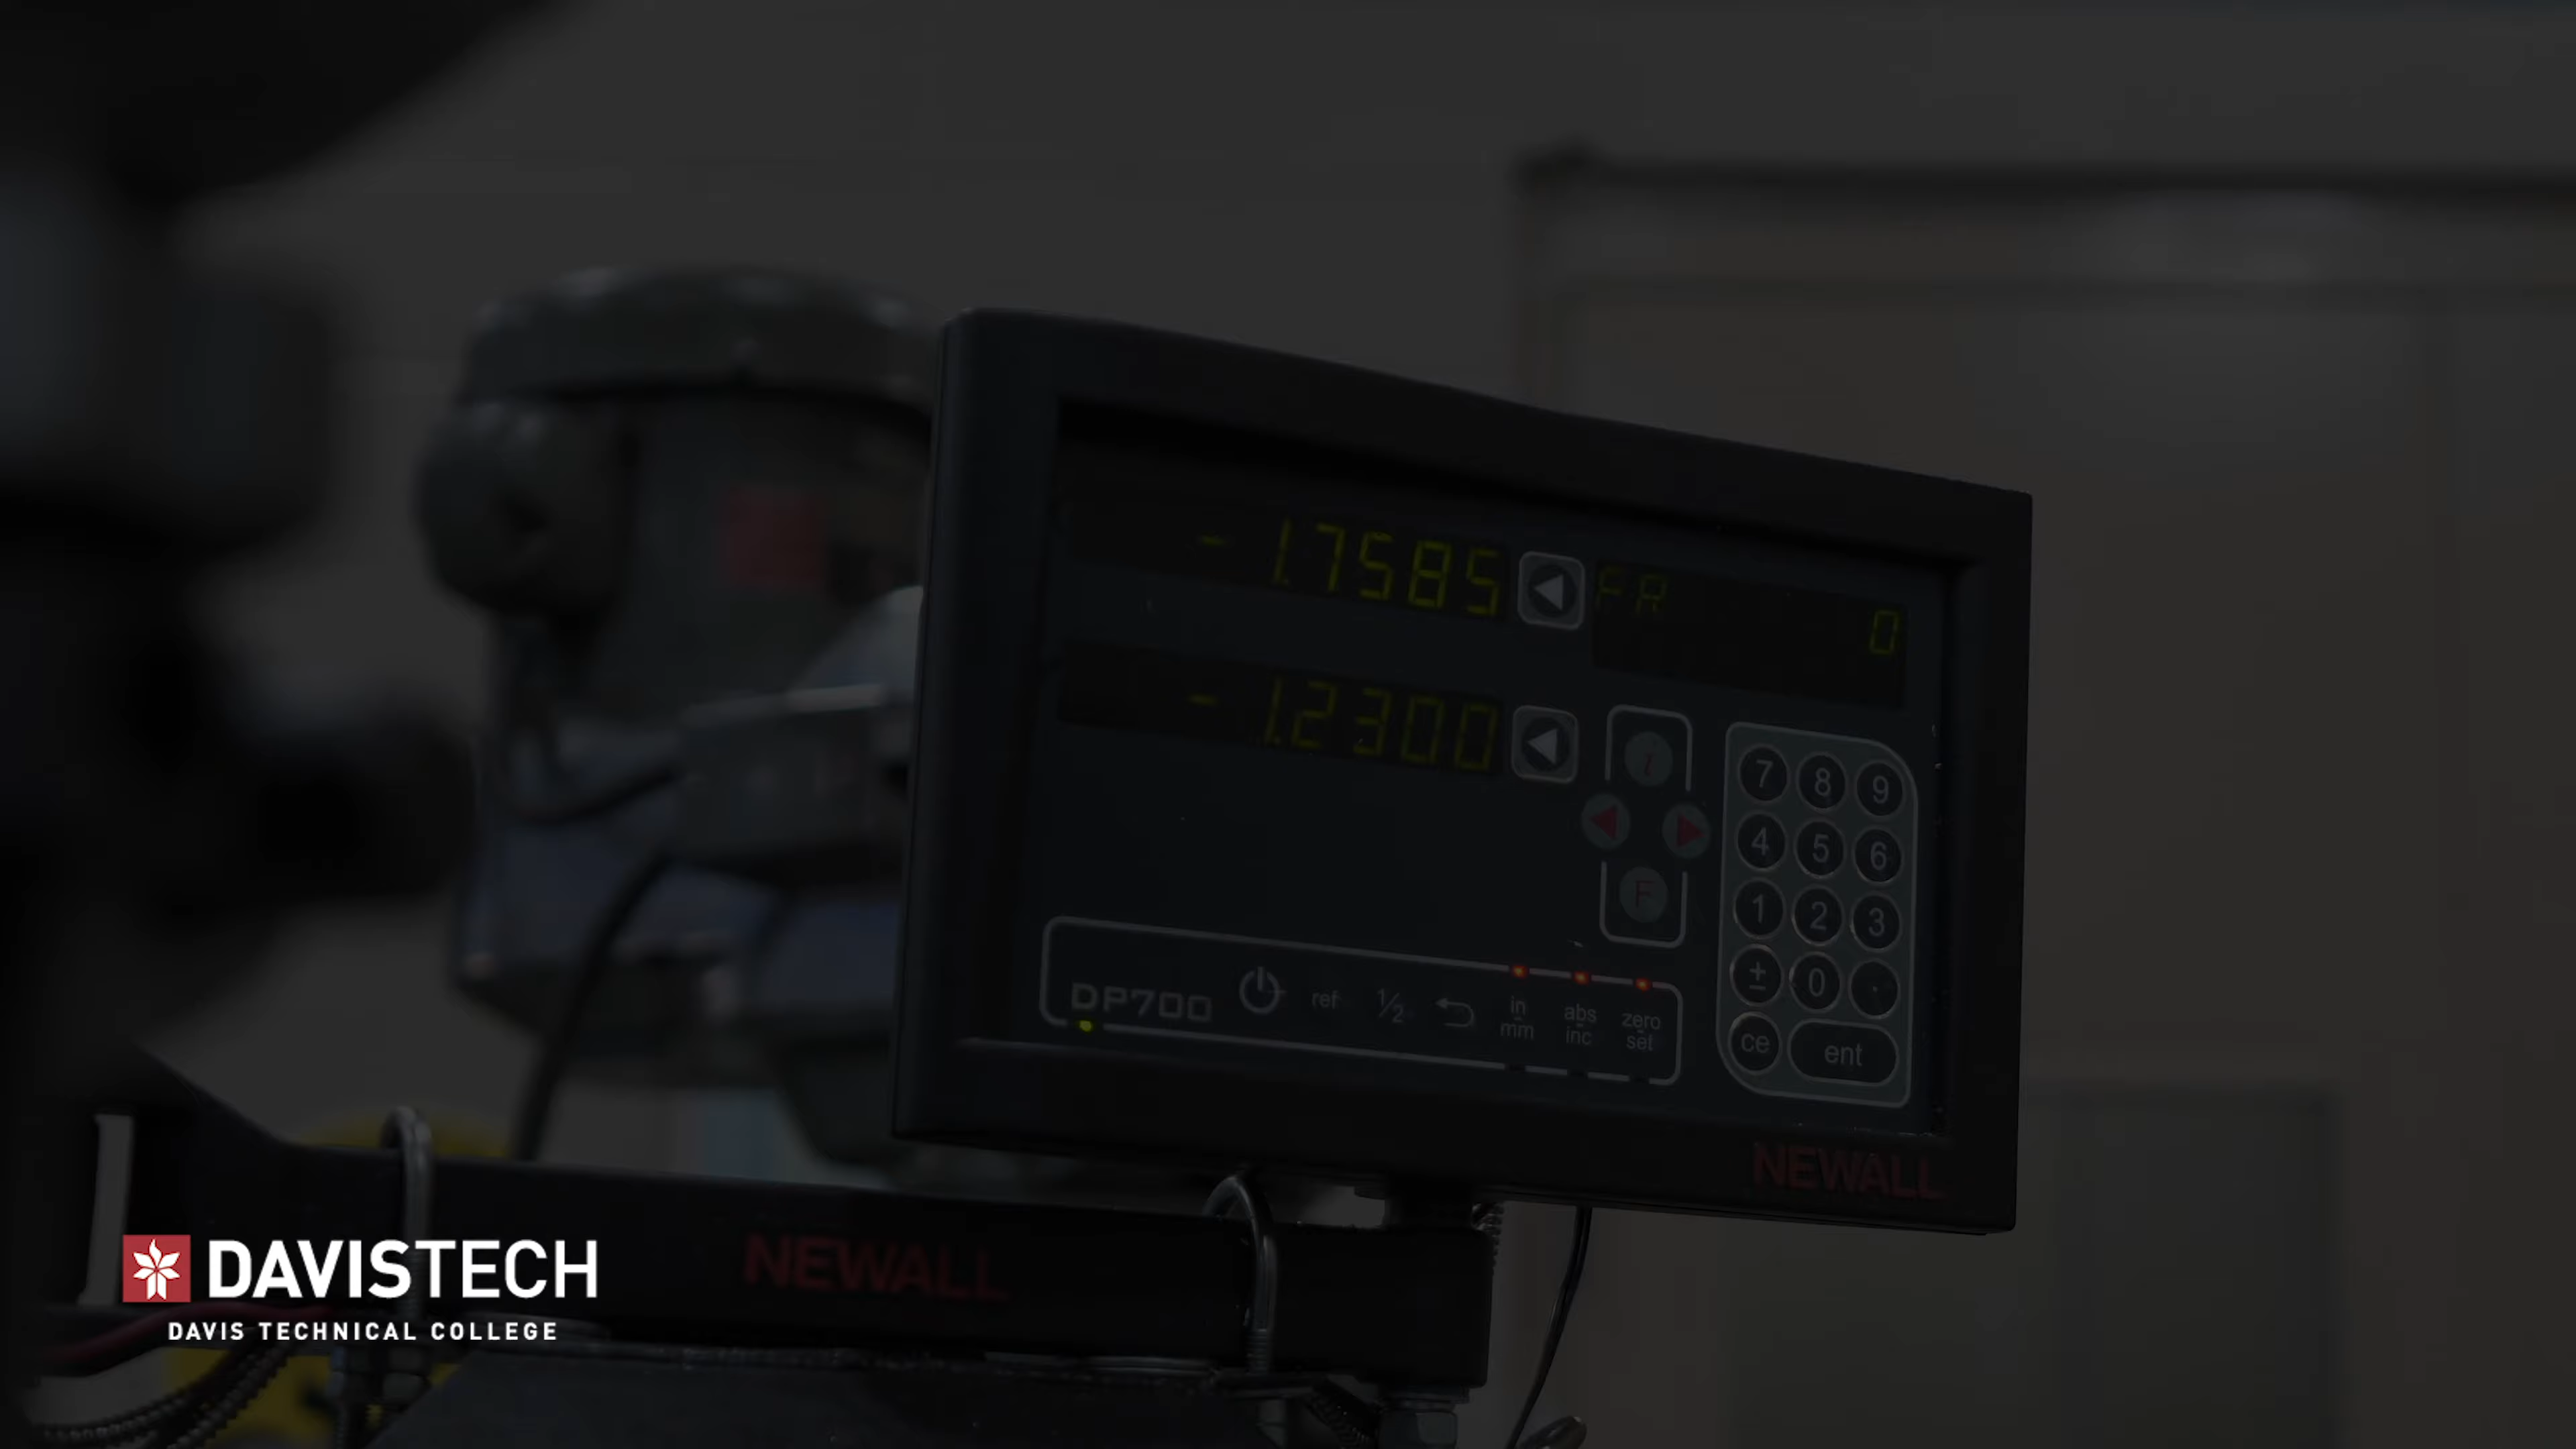 - 1.7585
FR
0
- 1.2300
i
F
7 8 9
4 5 6
1 2 3
± 0 .
ce ent
DP700
ref
1/2
in
mm
abs
inc
zero
set
NEWALL
NEWALL
DAVISTECH
DAVIS TECHNICAL COLLEGE